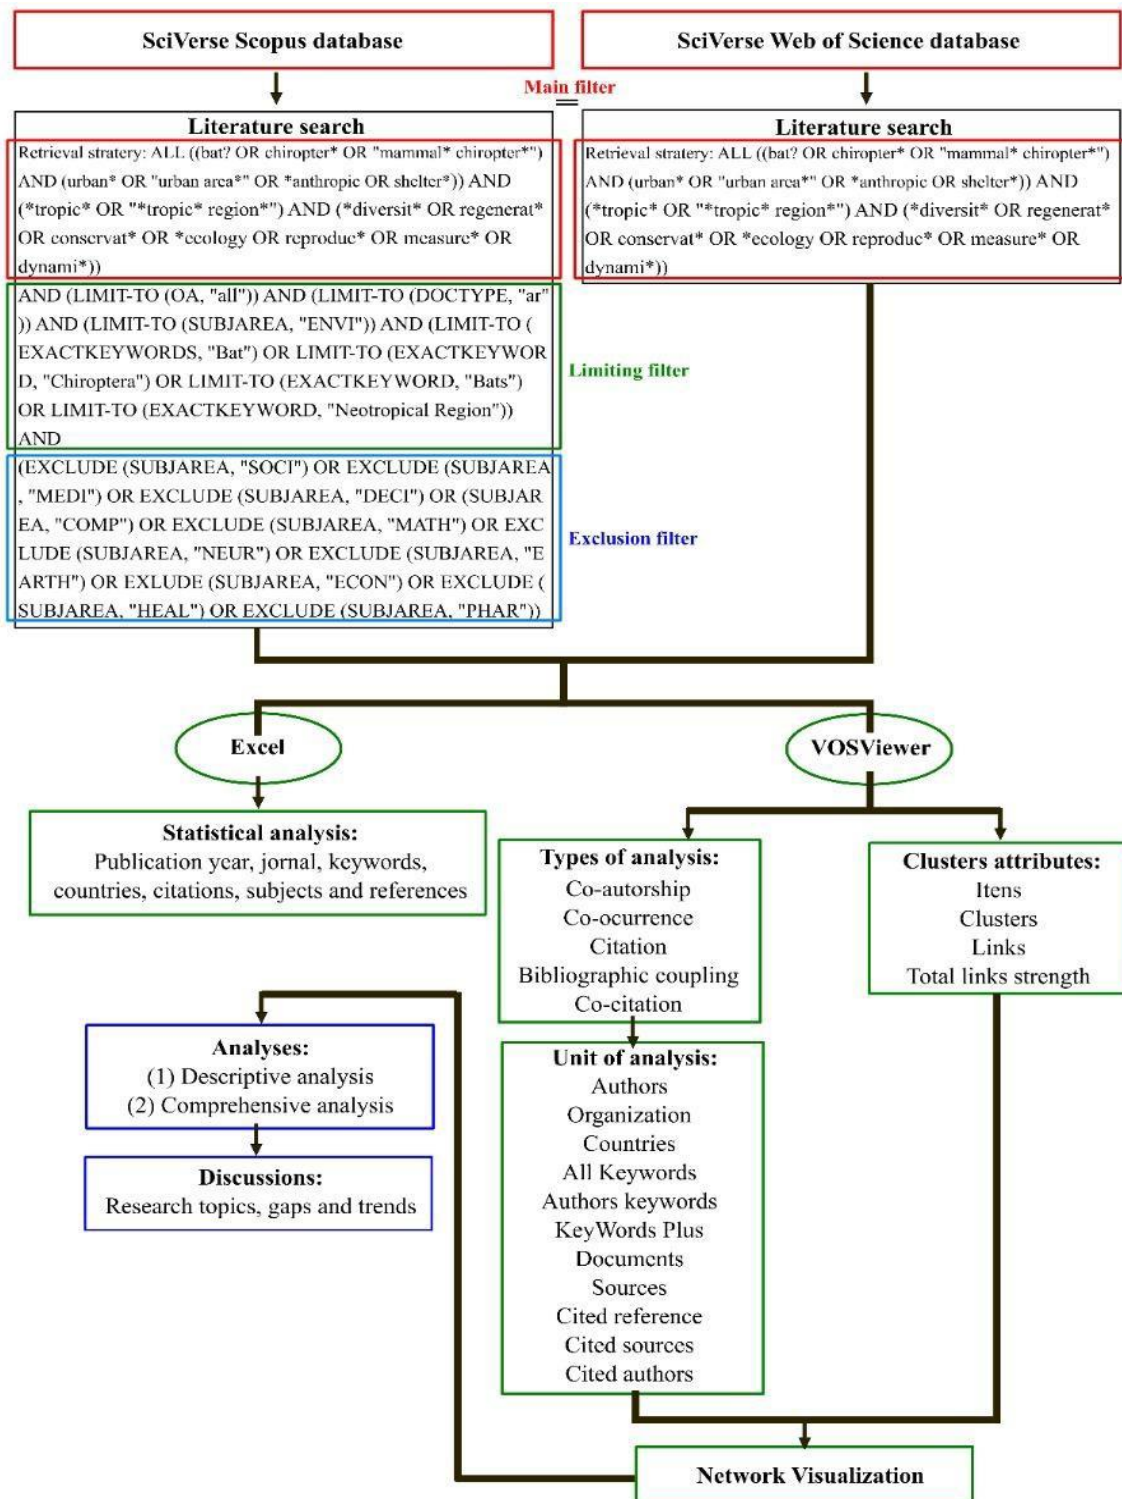 SciVerse Scopus database
SciVerse Web of Science database
Main filter
=
Literature search
Retrieval stratery: ALL ((bat? OR chiropter* OR "mammal* chiropter*")
AND (urban* OR "urban area*" OR *anthropic OR shelter*)) AND
(*tropic* OR "*tropic* region*") AND (*diversit* OR regenerat*
OR conservat* OR *ecology OR reproduc* OR measure* OR
dynami*))
AND (LIMIT-TO (OA, "all")) AND (LIMIT-TO (DOCTYPE, "ar"
)) AND (LIMIT-TO (SUBJAREA, "ENVI")) AND (LIMIT-TO (
EXACTKEYWORDS, "Bat") OR LIMIT-TO (EXACTKEYWOR
D, "Chiroptera") OR LIMIT-TO (EXACTKEYWORD, "Bats")
OR LIMIT-TO (EXACTKEYWORD, "Neotropical Region"))
AND
(EXCLUDE (SUBJAREA, "SOCI") OR EXCLUDE (SUBJAREA
, "MEDI") OR EXCLUDE (SUBJAREA, "DECI") OR (SUBJAR
EA, "COMP") OR EXCLUDE (SUBJAREA, "MATH") OR EXC
LUDE (SUBJAREA, "NEUR") OR EXCLUDE (SUBJAREA, "E
ARTH") OR EXLUDE (SUBJAREA, "ECON") OR EXCLUDE (
SUBJAREA, "HEAL") OR EXCLUDE (SUBJAREA, "PHAR"))
Literature search
Retrieval stratery: ALL ((bat? OR chiropter* OR "mammal* chiropter*")
AND (urban* OR "urban area*" OR *anthropic OR shelter*)) AND
(*tropic* OR "*tropic* region*") AND (*diversit* OR regenerat*
OR conservat* OR *ecology OR reproduc* OR measure* OR
dynami*))
Limiting filter
Exclusion filter
Excel
VOSViewer
Statistical analysis:
Publication year, jornal, keywords,
countries, citations, subjects and references
Types of analysis:
Co-autorship
Co-ocurrence
Citation
Bibliographic coupling
Co-citation
Clusters attributes:
Itens
Clusters
Links
Total links strength
Unit of analysis:
Authors
Organization
Countries
All Keywords
Authors keywords
KeyWords Plus
Documents
Sources
Cited reference
Cited sources
Cited authors
Analyses:
(1) Descriptive analysis
(2) Comprehensive analysis
Discussions:
Research topics, gaps and trends
Network Visualization